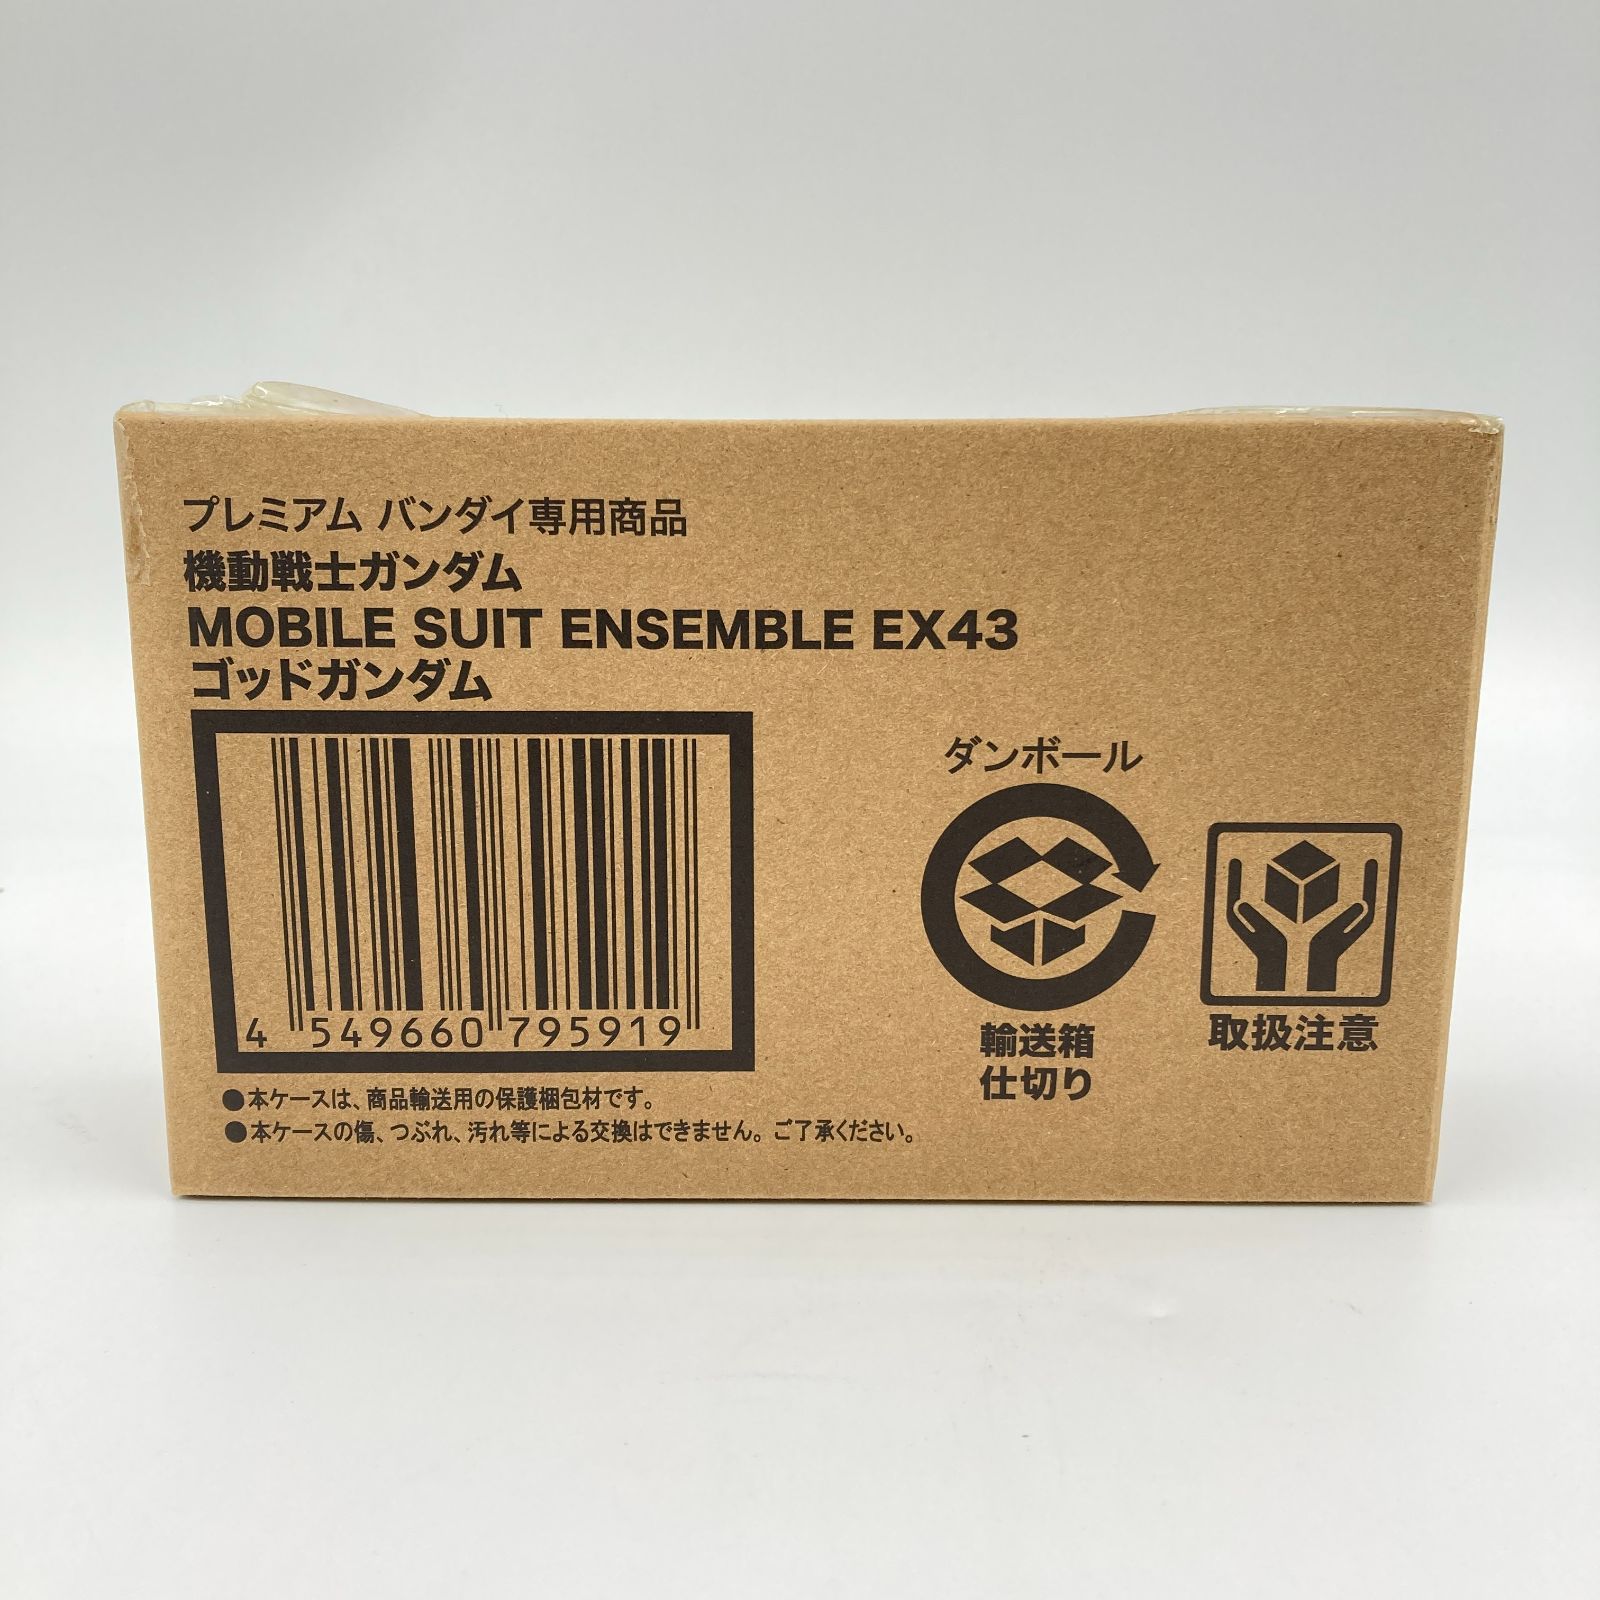 プレミアム バンダイ専用商品
機動戦士ガンダム
MOBILE SUIT ENSEMBLE EX43
ゴッドガンダム
4 549660 795919
●本ケースは、商品輸送用の保護梱包材です。
●本ケースの傷、つぶれ、汚れ等による交換はできません。ご了承ください。
ダンボール
輸送箱
仕切り
取扱注意